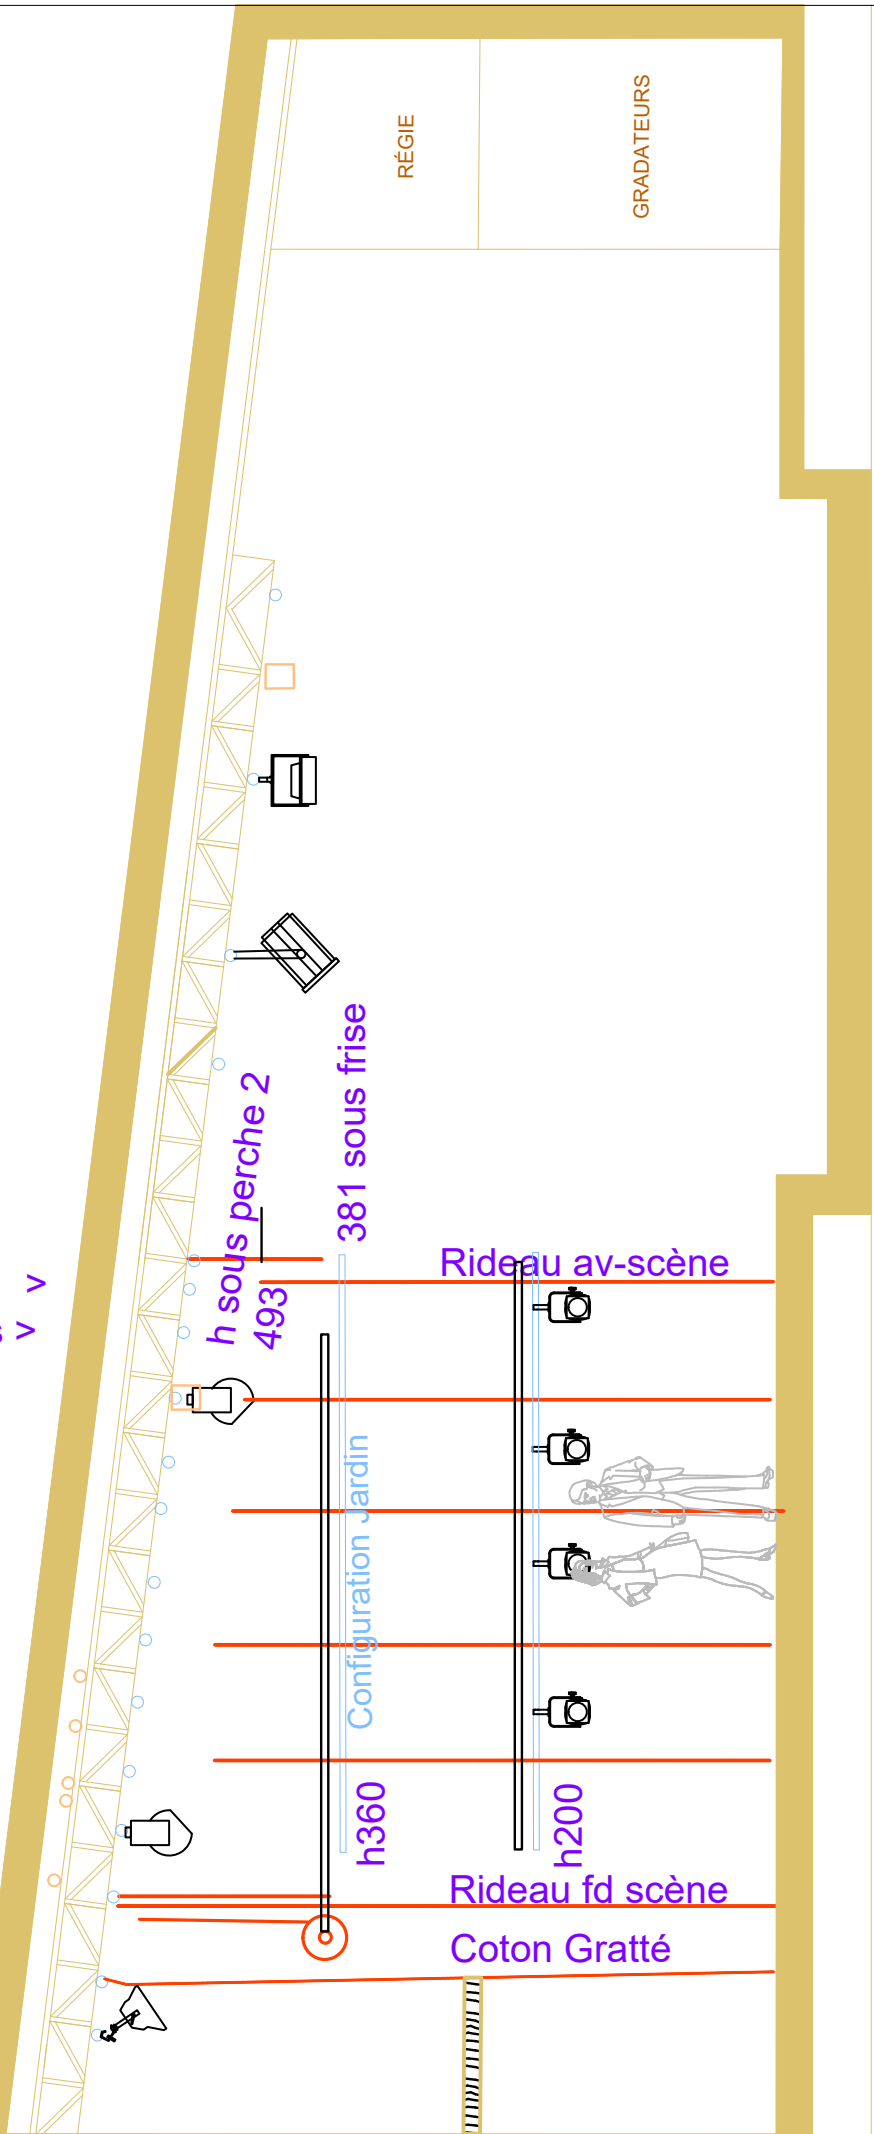 RÉGIE
GRADATEURS
381 sous frise
h sous perche 2
493
Rideau av-scène
Configuration Jardin
h360
h200
Rideau fd scène
Coton Gratté
v
v